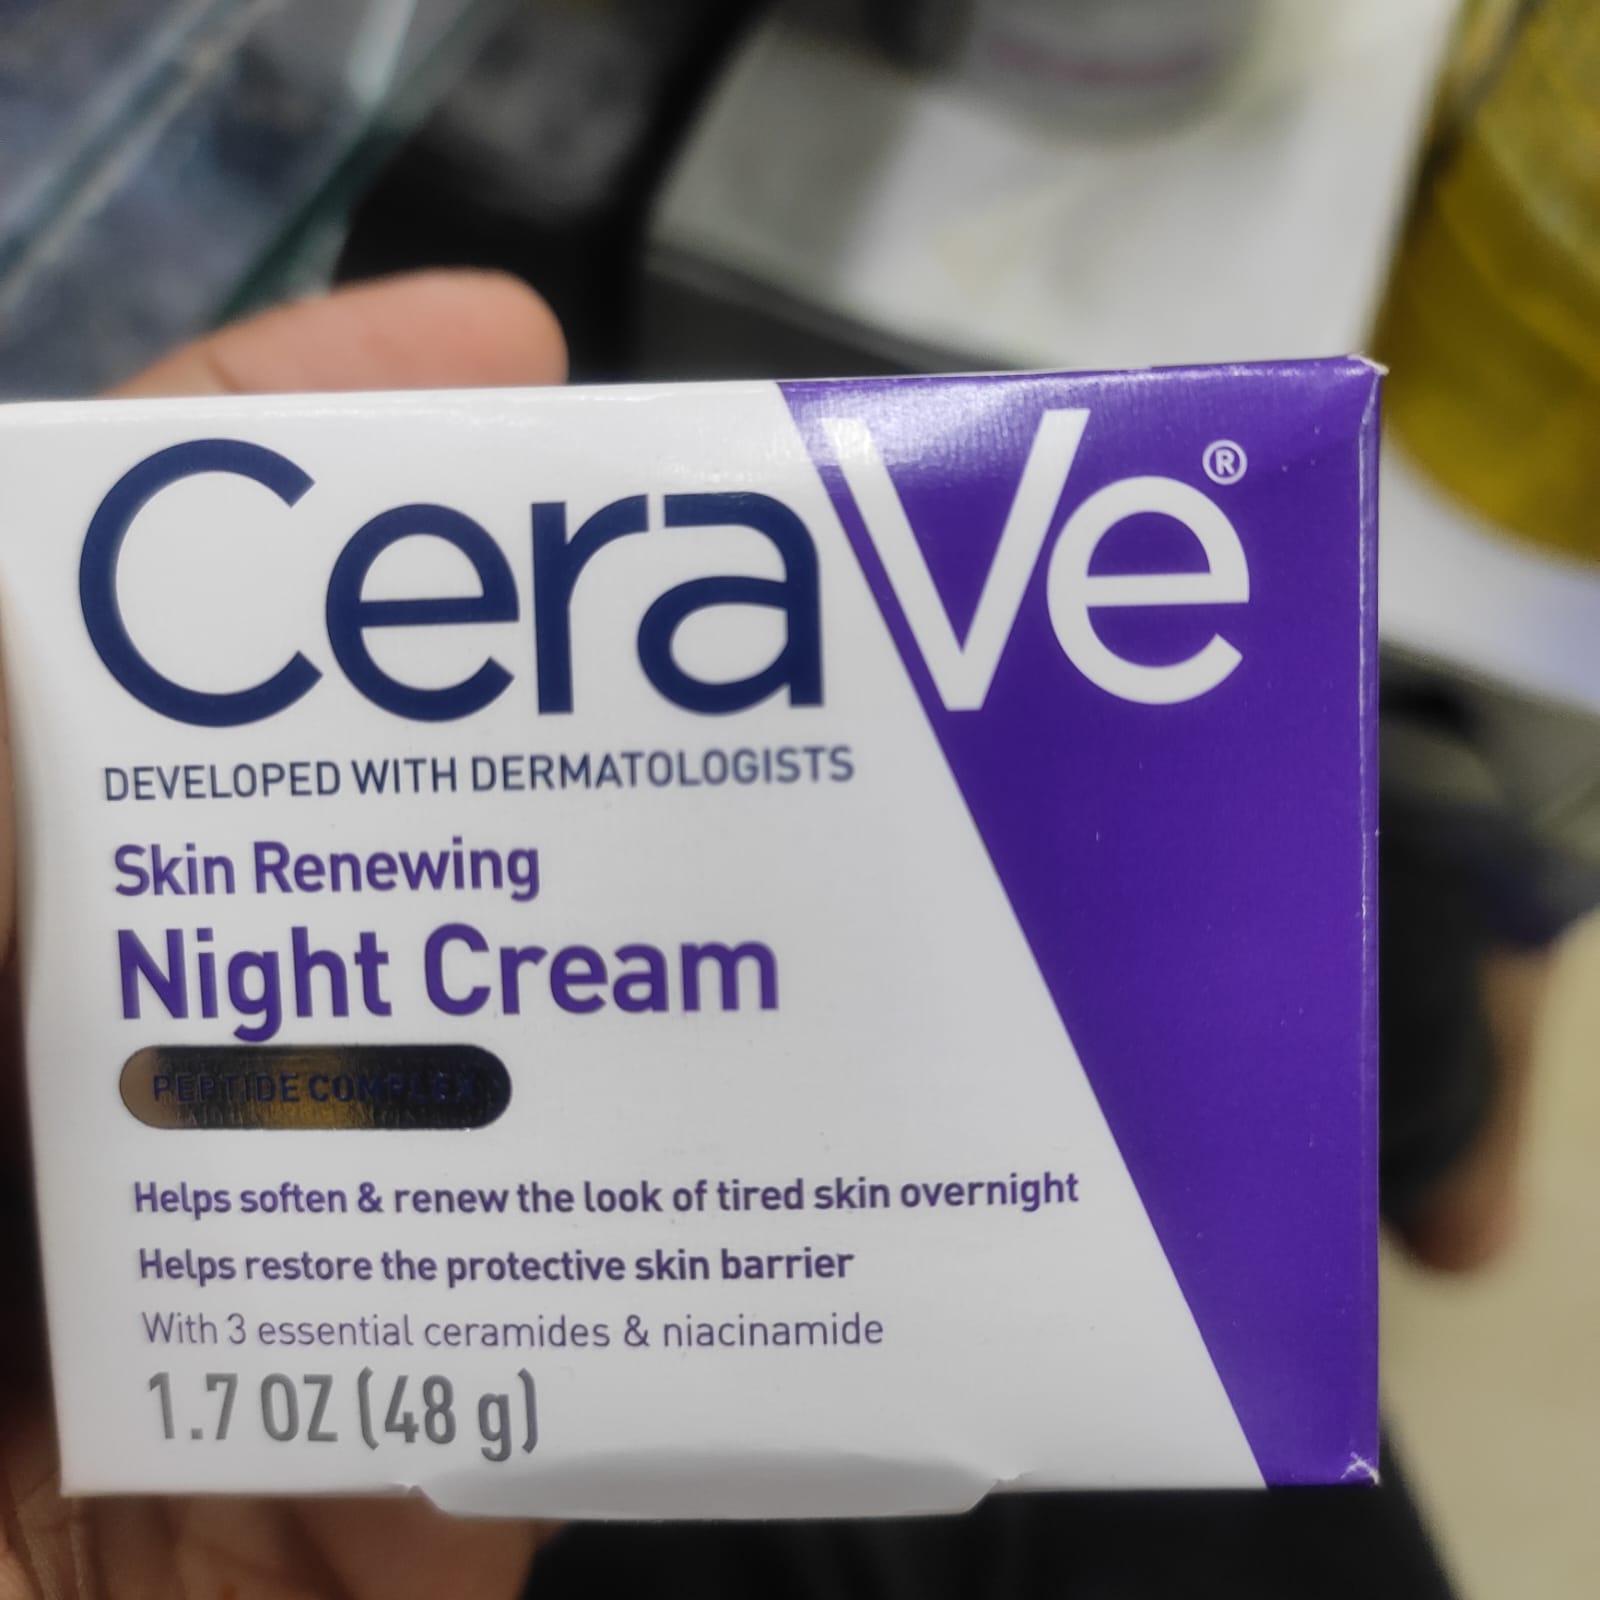 CeraVe®
DEVELOPED WITH DERMATOLOGISTS
Skin Renewing
Night Cream
PEPTIDE COMPLEX
Helps soften & renew the look of tired skin overnight
Helps restore the protective skin barrier
With 3 essential ceramides & niacinamide
1.7 OZ (48 g)